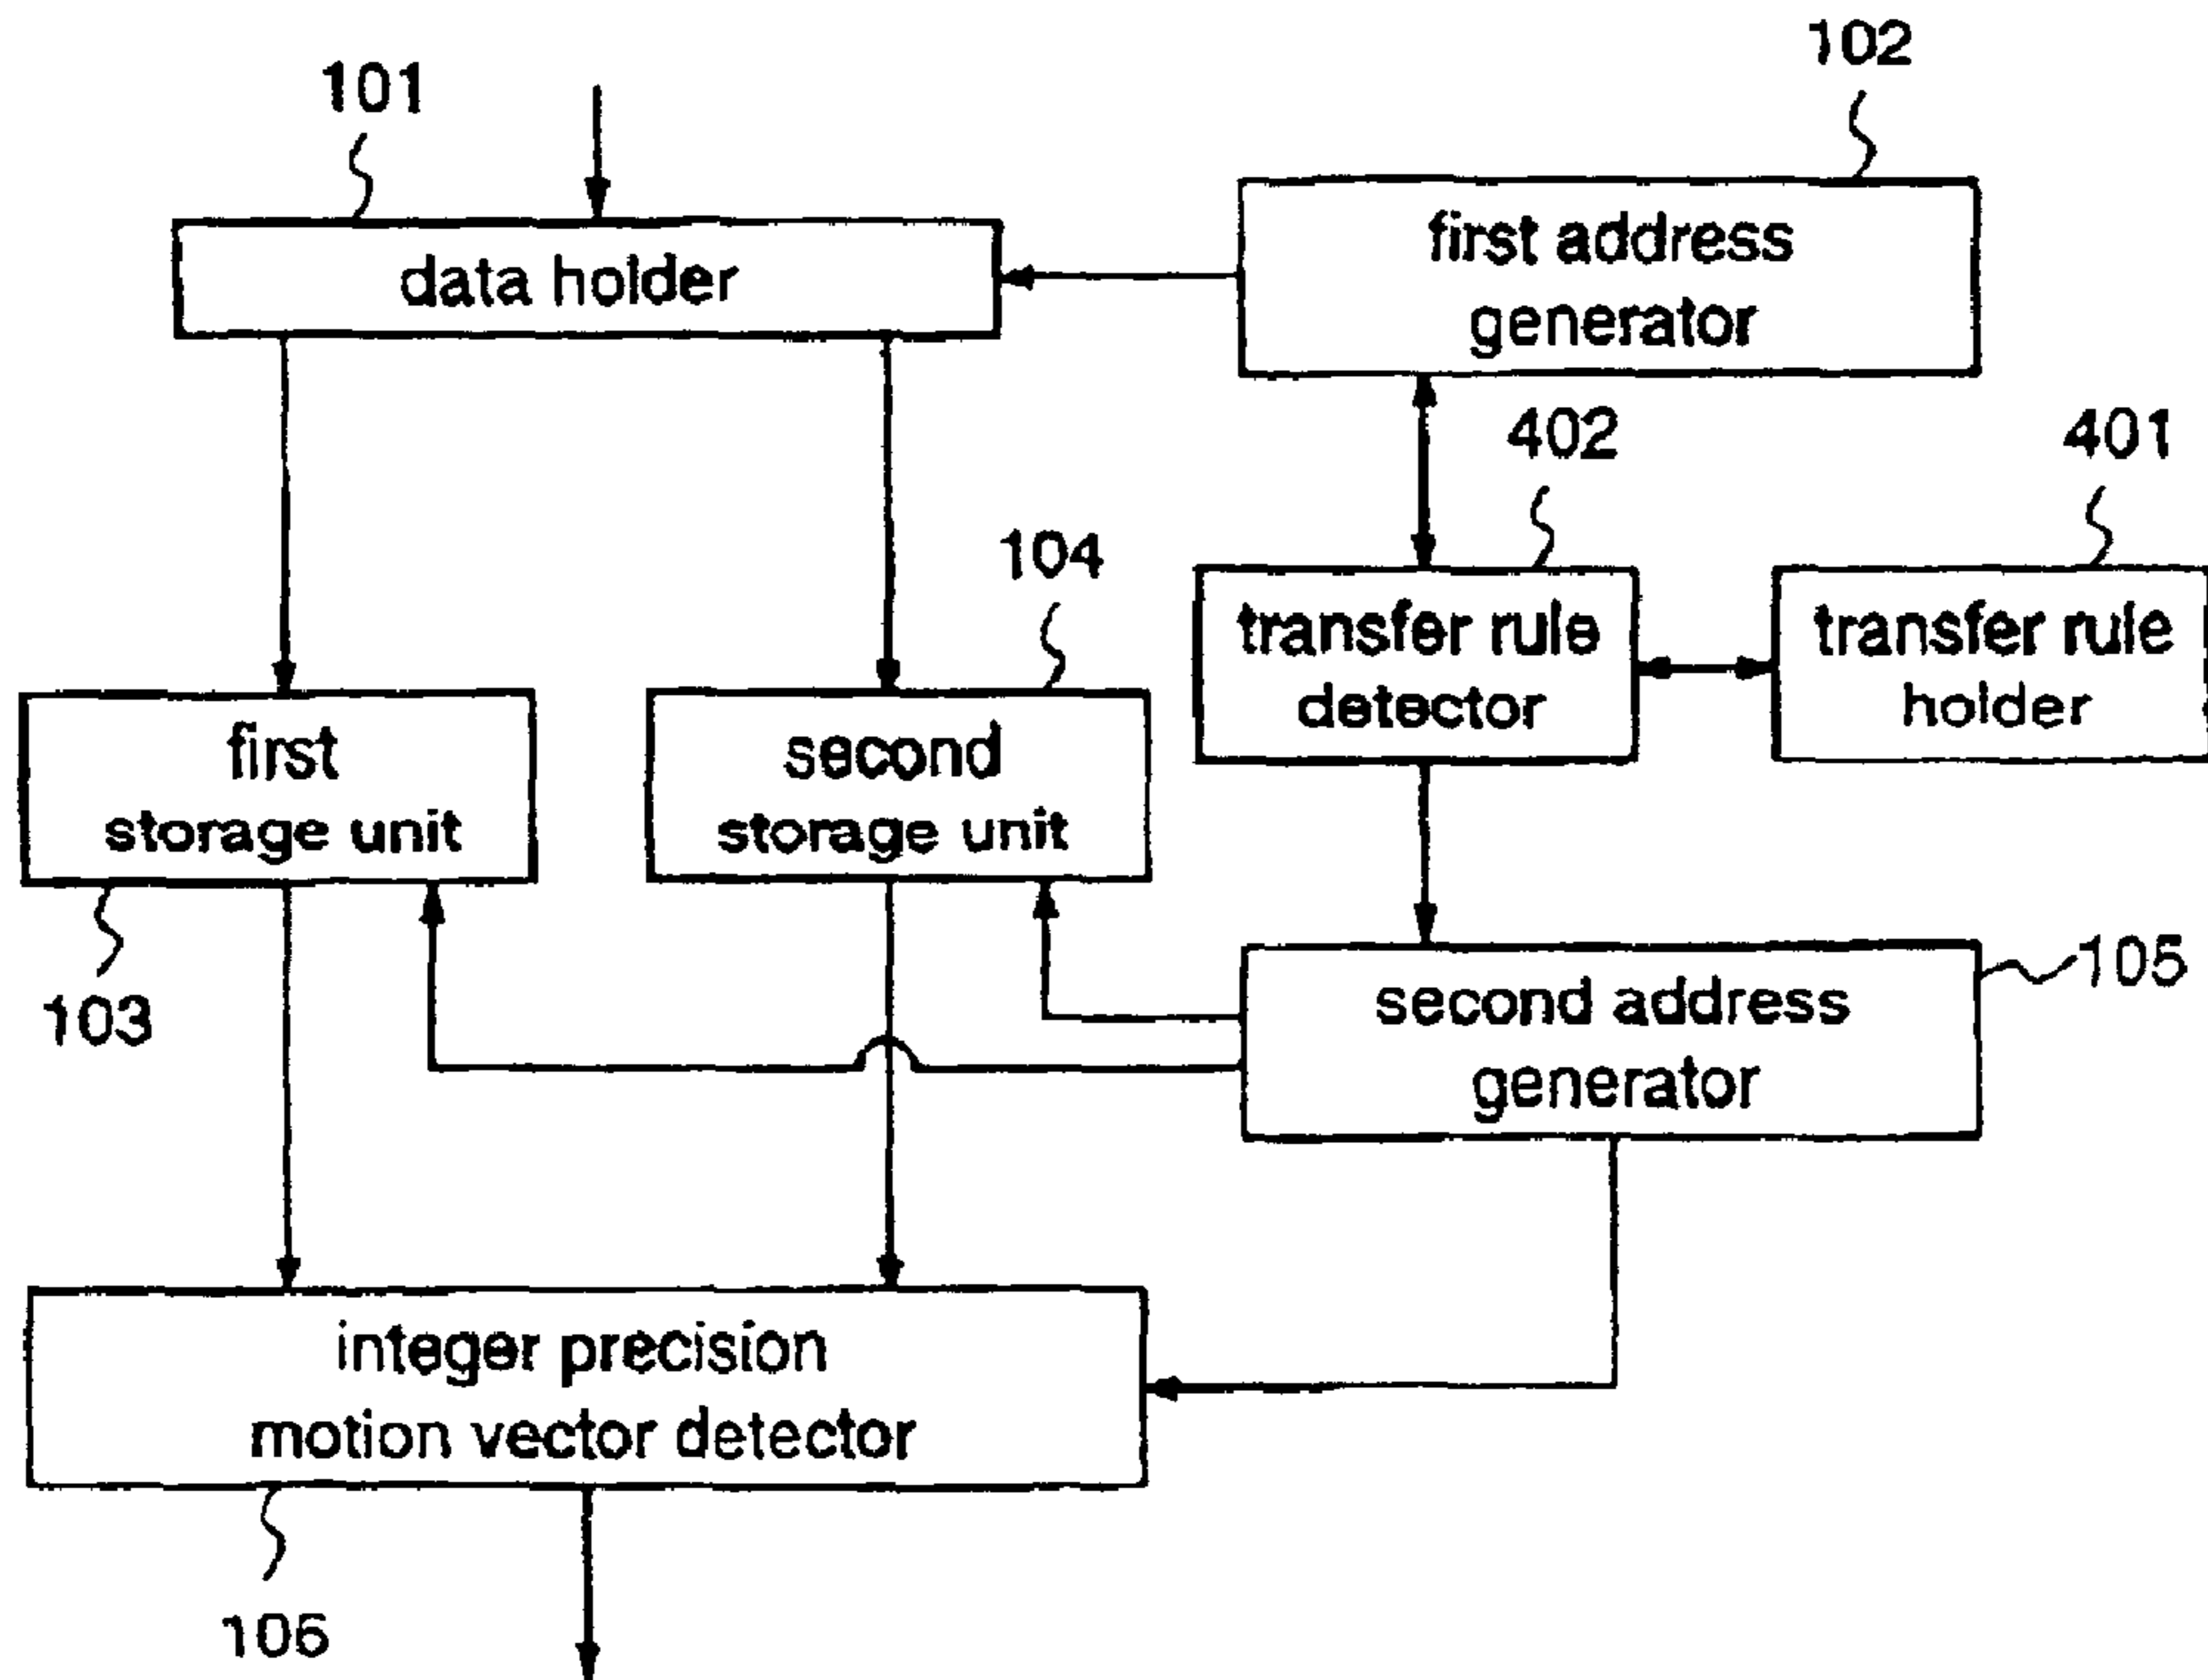 102
101
first address
generator
data holder
402
401
104
transfer rule
detector
transfer rule
holder
first
storage unit
second
storage unit
103
105
second address
generator
integer precision
motion vector detector
106